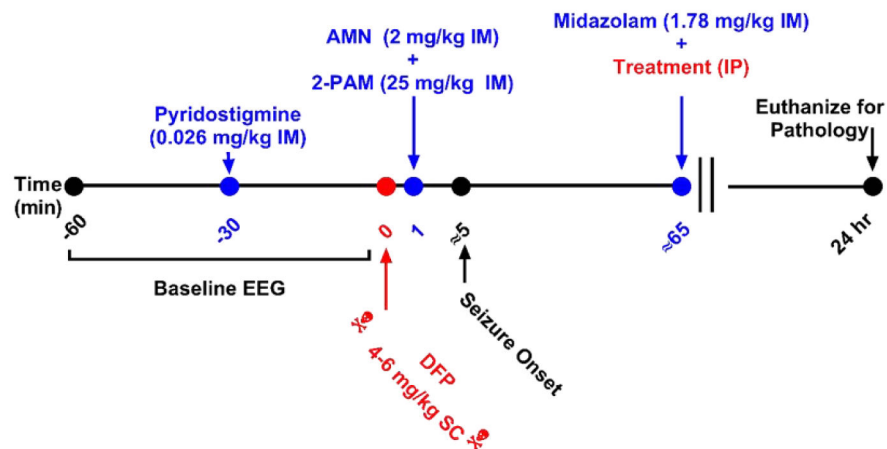 AMN (2 mg/kg IM)
+
2-PAM (25 mg/kg IM)
Midazolam (1.78 mg/kg IM)
+
Treatment (IP)
Pyridostigmine
(0.026 mg/kg IM)
Euthanize for
Pathology
Time
(min)
-60
-30
0
1
≈5
≈65
24 hr
Baseline EEG
DFP
4-6 mg/kg SC
Seizure Onset